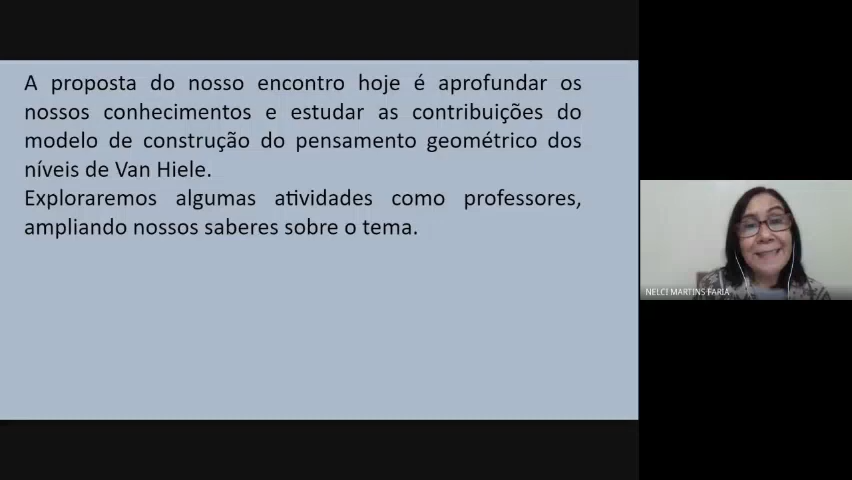 A proposta do nosso encontro hoje é aprofundar os
nossos conhecimentos e estudar as contribuições do
modelo de construção do pensamento geométrico dos
níveis de Van Hiele.
Exploraremos algumas atividades como professores,
ampliando nossos saberes sobre o tema.
NELCI MARTINS FARIA